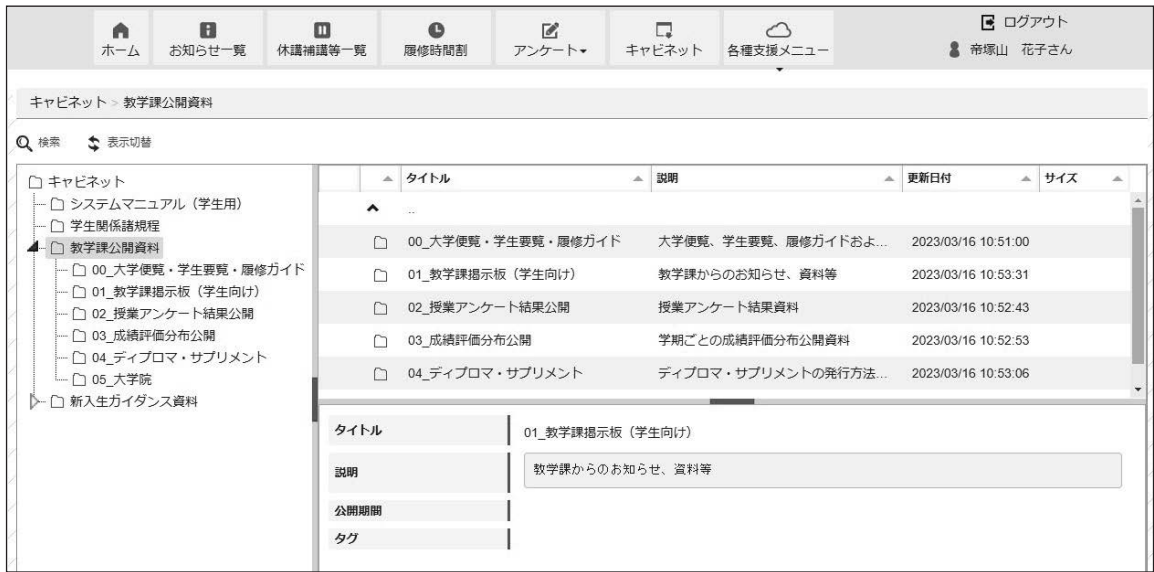 ホーム
お知らせ一覧
休講補講等一覧
履修時間割
アンケート▾
キャビネット
各種支援メニュー
ログアウト
帝塚山 花子さん
キャビネット > 教学課公開資料
検索 表示切替
キャビネット
システムマニュアル（学生用）
学生関係諸規程
教学課公開資料
00_大学便覧・学生要覧・履修ガイド
01_教学課掲示板（学生向け）
02_授業アンケート結果公開
03_成績評価分布公開
04_ディプロマ・サプリメント
05_大学院
新入生ガイダンス資料
タイトル 説明 更新日付 サイズ
..
00_大学便覧・学生要覧・履修ガイド 大学便覧、学生要覧、履修ガイドおよ... 2023/03/16 10:51:00
01_教学課掲示板（学生向け） 教学課からのお知らせ、資料等 2023/03/16 10:53:31
02_授業アンケート結果公開 授業アンケート結果資料 2023/03/16 10:52:43
03_成績評価分布公開 学期ごとの成績評価分布公開資料 2023/03/16 10:52:53
04_ディプロマ・サプリメント ディプロマ・サプリメントの発行方法... 2023/03/16 10:53:06
タイトル 01_教学課掲示板（学生向け）
説明 教学課からのお知らせ、資料等
公開期間
タグ